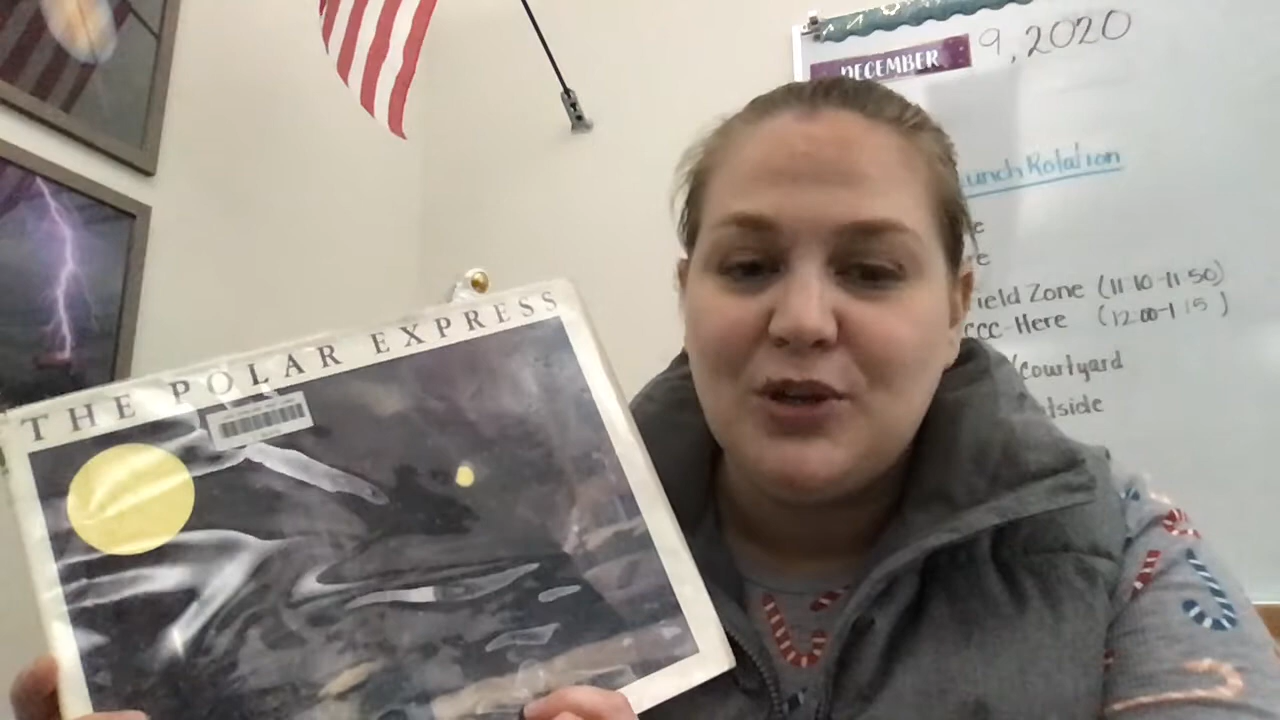 DECEMBER 9, 2020
unch Rotation
ield Zone (11:10-11:50)
CCC-Here (12:00-1:15)
/courtyard
tside
THE POLAR EXPRESS